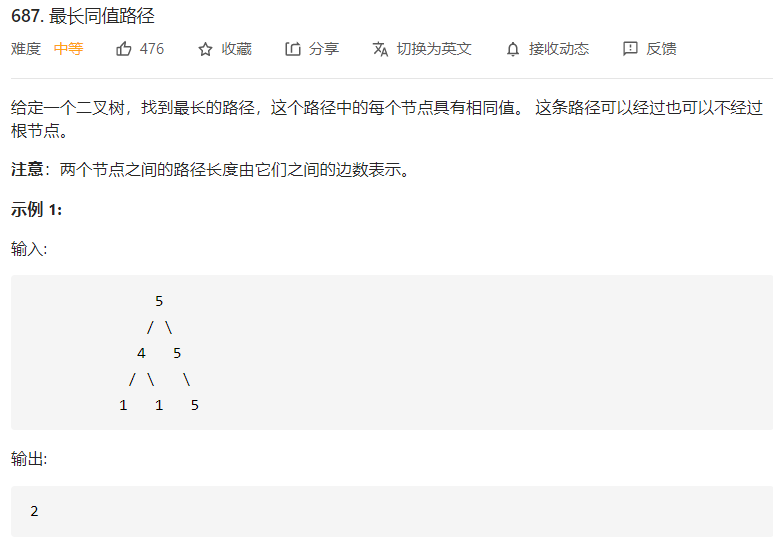 687. 最长同值路径
难度 中等 476 收藏 分享 切换为英文 接收动态 反馈
给定一个二叉树，找到最长的路径，这个路径中的每个节点具有相同值。 这条路径可以经过也可以不经过
根节点。
注意：两个节点之间的路径长度由它们之间的边数表示。
示例 1:
输入:
5
/ \
4 5
/ \ \
1 1 5
输出:
2